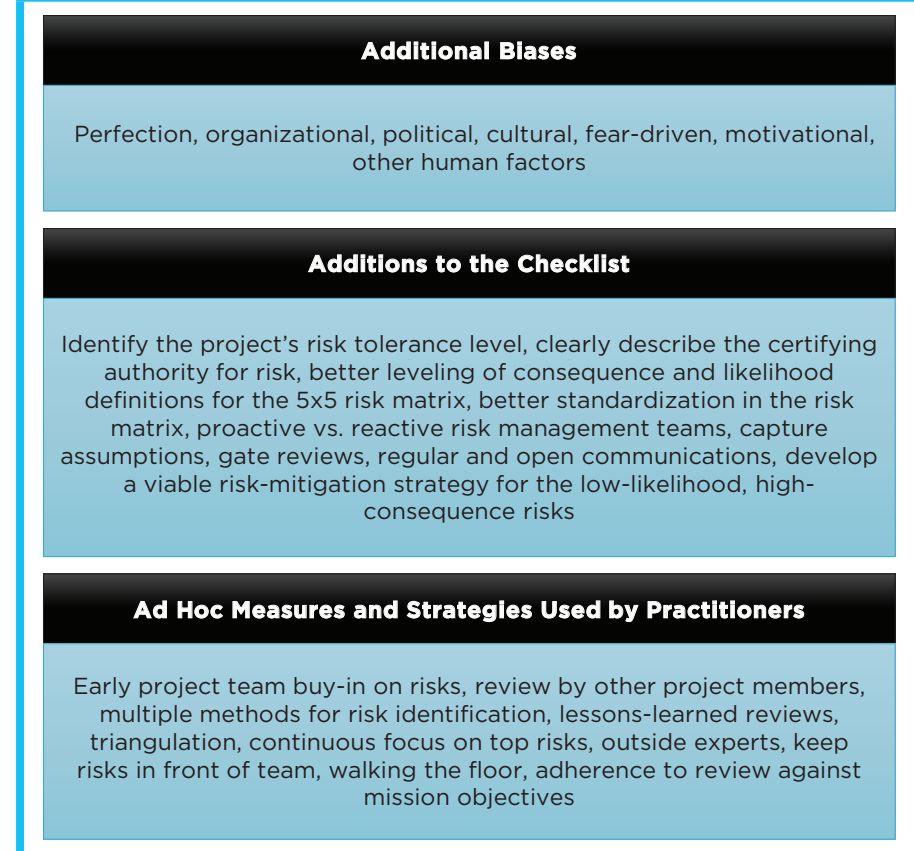 Additional Biases
Perfection, organizational, political, cultural, fear-driven, motivational,
other human factors
Additions to the Checklist
Identify the project’s risk tolerance level, clearly describe the certifying
authority for risk, better leveling of consequence and likelihood
definitions for the 5x5 risk matrix, better standardization in the risk
matrix, proactive vs. reactive risk management teams, capture
assumptions, gate reviews, regular and open communications, develop
a viable risk-mitigation strategy for the low-likelihood, high-
consequence risks
Ad Hoc Measures and Strategies Used by Practitioners
Early project team buy-in on risks, review by other project members,
multiple methods for risk identification, lessons-learned reviews,
triangulation, continuous focus on top risks, outside experts, keep
risks in front of team, walking the floor, adherence to review against
mission objectives